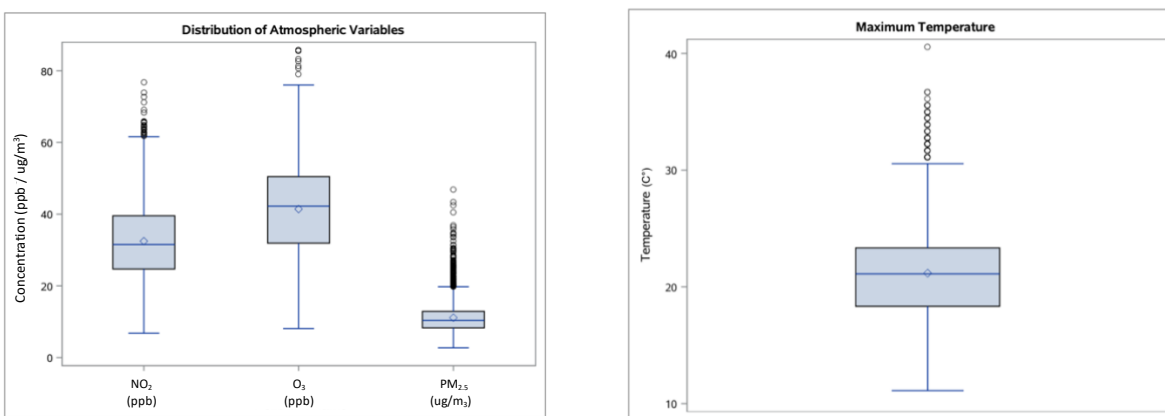 Distribution of Atmospheric Variables
Concentration (ppb / ug/m³)
80
60
40
20
0
NO₂
(ppb)
O₃
(ppb)
PM₂.₅
(ug/m₃)
Maximum Temperature
Temperature (C°)
40
30
20
10